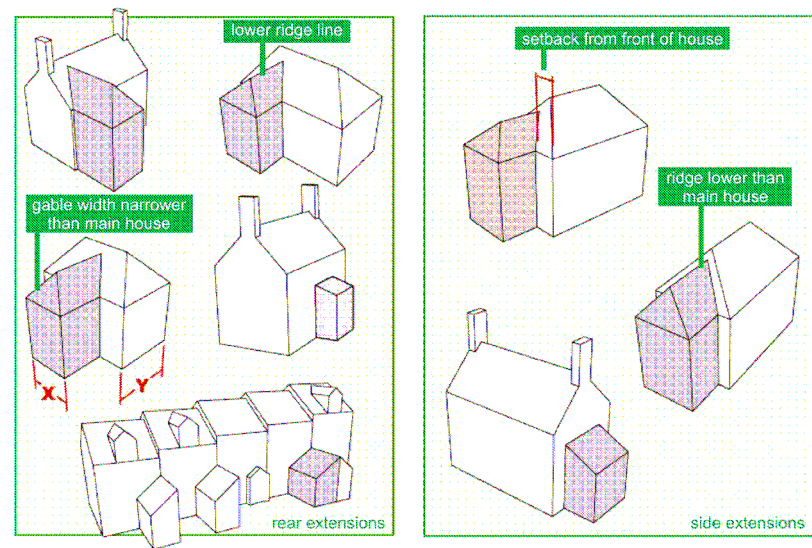 lower ridge line
gable width narrower
than main house
X
Y
rear extensions
setback from front of house
ridge lower than
main house
side extensions